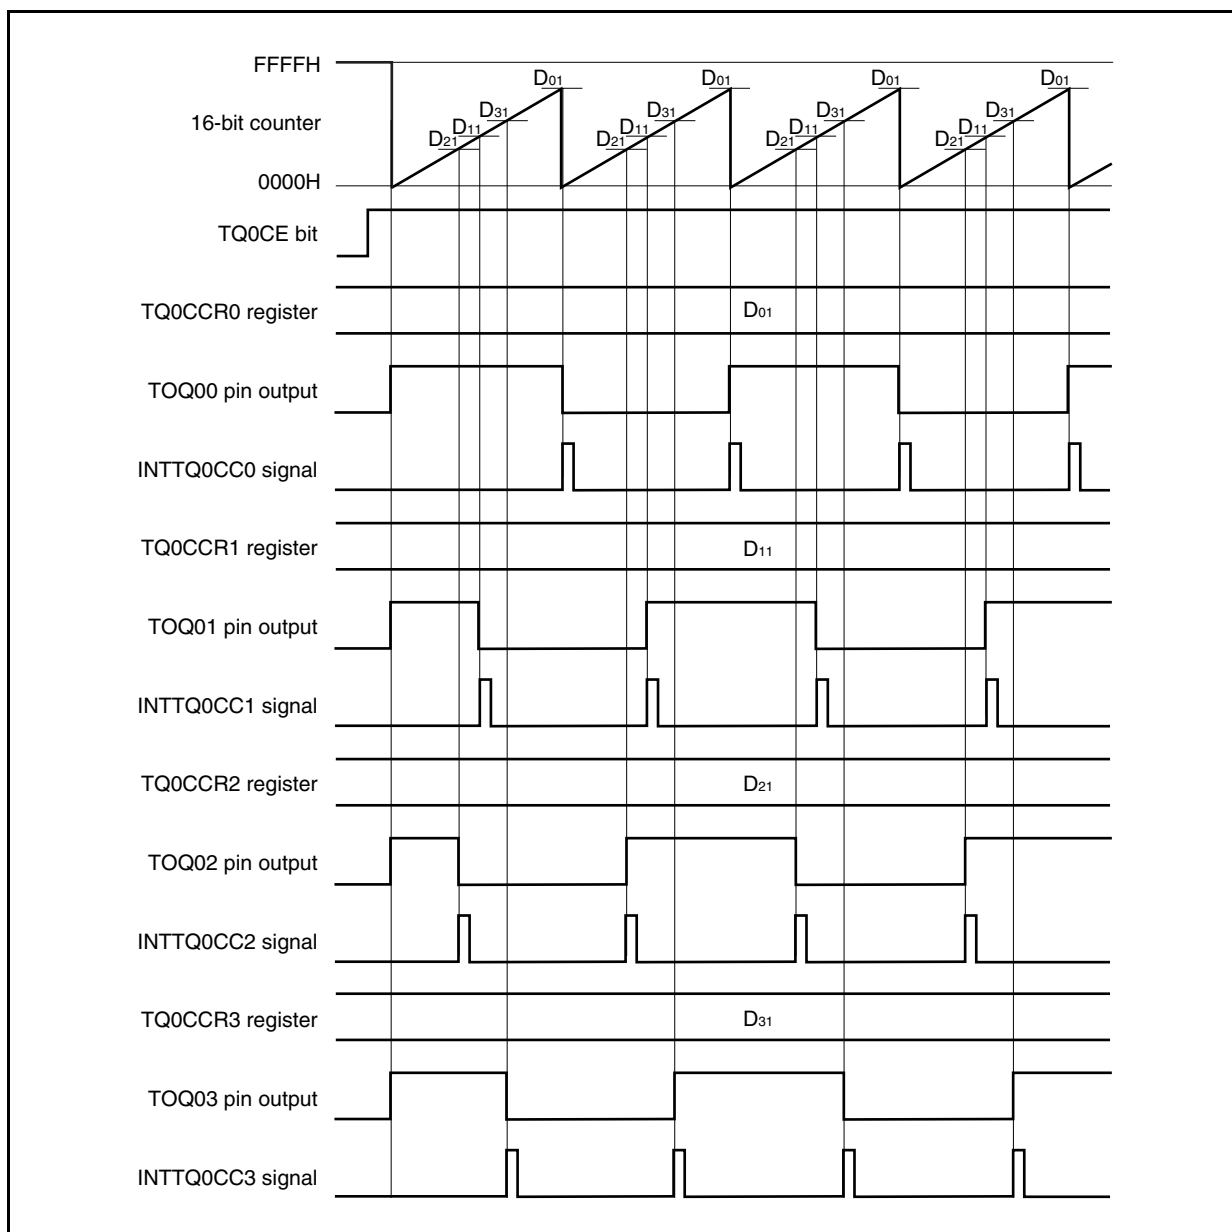 FFFFH
D01 D01 D01 D01
D31 D31 D31 D31
16-bit counter
D11 D11 D11 D11
D21 D21 D21 D21
0000H
TQ0CE bit
TQ0CCR0 register
D01
TOQ00 pin output
INTTQ0CC0 signal
TQ0CCR1 register
D11
TOQ01 pin output
INTTQ0CC1 signal
TQ0CCR2 register
D21
TOQ02 pin output
INTTQ0CC2 signal
TQ0CCR3 register
D31
TOQ03 pin output
INTTQ0CC3 signal